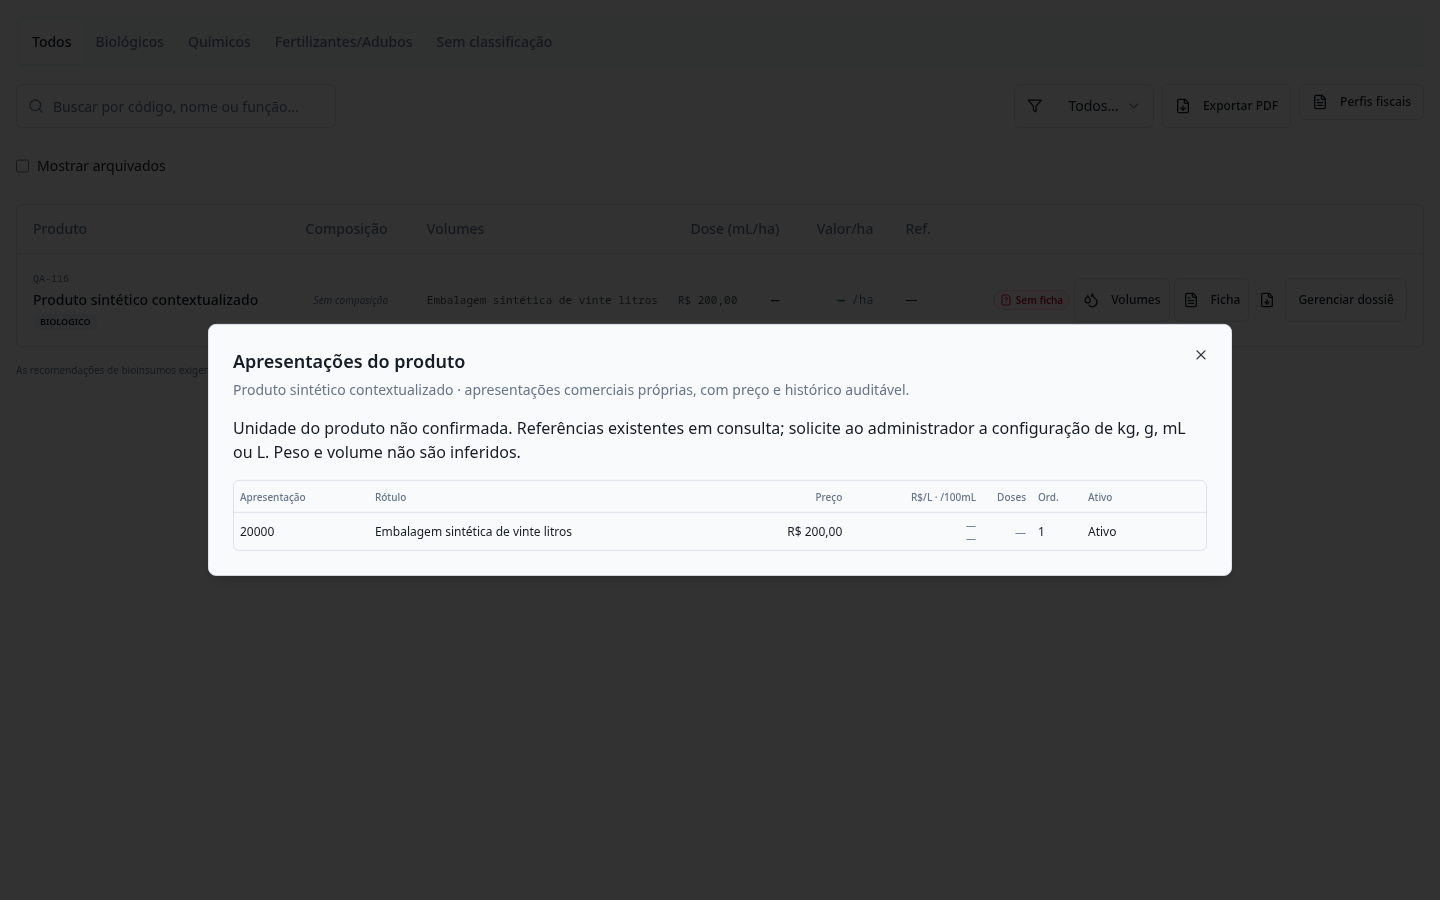 Todos Biológicos Químicos Fertilizantes/Adubos Sem classificação
Buscar por código, nome ou função...
Todos... Exportar PDF Perfis fiscais
Mostrar arquivados
Produto Composição Volumes Dose (mL/ha) Valor/ha Ref.
QA-116
Produto sintético contextualizado Sem composição Embalagem sintética de vinte litros R$ 200,00 — — /ha — Sem ficha Volumes Ficha Gerenciar dossiê
BIOLÓGICO
As recomendações de bioinsumos exigem
Apresentações do produto
Produto sintético contextualizado · apresentações comerciais próprias, com preço e histórico auditável.
Unidade do produto não confirmada. Referências existentes em consulta; solicite ao administrador a configuração de kg, g, mL
ou L. Peso e volume não são inferidos.
Apresentação Rótulo Preço R$/L · /100mL Doses Ord. Ativo
20000 Embalagem sintética de vinte litros R$ 200,00 — — — 1 Ativo